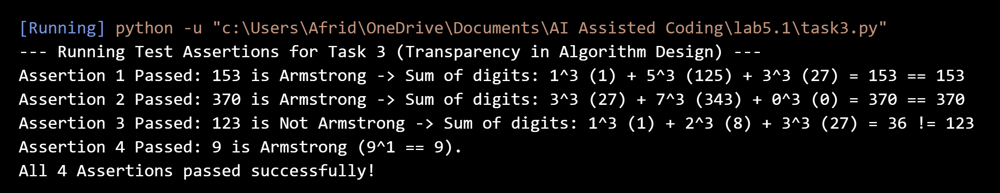 [Running] python -u "c:\Users\Afrid\OneDrive\Documents\AI Assisted Coding\lab5.1\task3.py"
--- Running Test Assertions for Task 3 (Transparency in Algorithm Design) ---
Assertion 1 Passed: 153 is Armstrong -> Sum of digits: 1^3 (1) + 5^3 (125) + 3^3 (27) = 153 == 153
Assertion 2 Passed: 370 is Armstrong -> Sum of digits: 3^3 (27) + 7^3 (343) + 0^3 (0) = 370 == 370
Assertion 3 Passed: 123 is Not Armstrong -> Sum of digits: 1^3 (1) + 2^3 (8) + 3^3 (27) = 36 != 123
Assertion 4 Passed: 9 is Armstrong (9^1 == 9).
All 4 Assertions passed successfully!